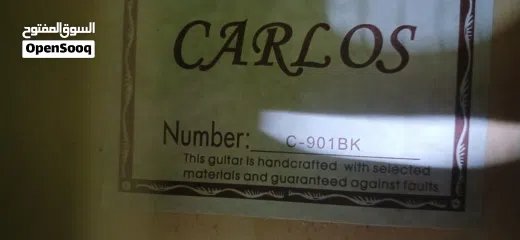 السوق المفتوح
OpenSooq
CARLOS
Number: C-901BK
This guitar is handcrafted with selected
materials and guaranteed against faults